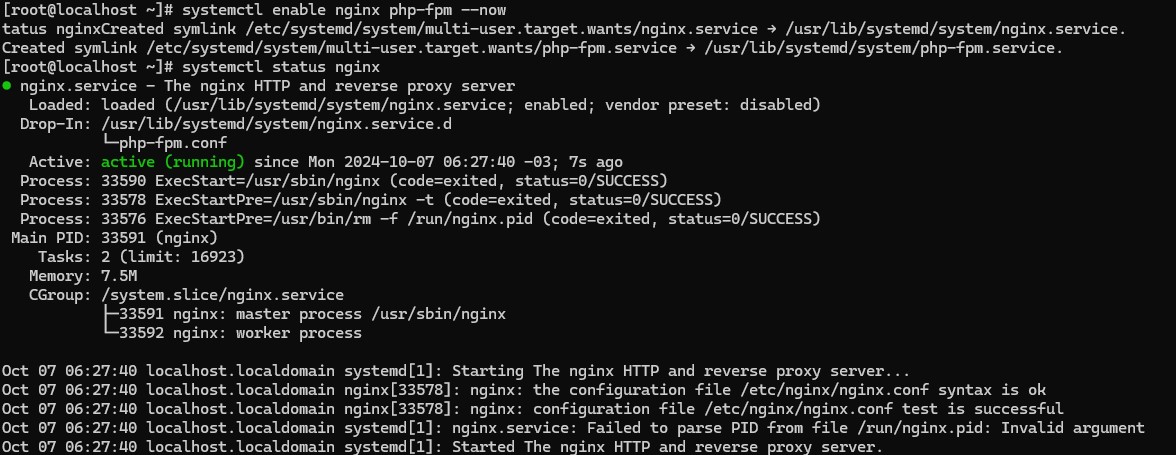 [root@localhost ~]# systemctl enable nginx php-fpm --now
tatus nginxCreated symlink /etc/systemd/system/multi-user.target.wants/nginx.service → /usr/lib/systemd/system/nginx.service.
Created symlink /etc/systemd/system/multi-user.target.wants/php-fpm.service → /usr/lib/systemd/system/php-fpm.service.
[root@localhost ~]# systemctl status nginx
● nginx.service - The nginx HTTP and reverse proxy server
   Loaded: loaded (/usr/lib/systemd/system/nginx.service; enabled; vendor preset: disabled)
  Drop-In: /usr/lib/systemd/system/nginx.service.d
           └─php-fpm.conf
   Active: active (running) since Mon 2024-10-07 06:27:40 -03; 7s ago
  Process: 33590 ExecStart=/usr/sbin/nginx (code=exited, status=0/SUCCESS)
  Process: 33578 ExecStartPre=/usr/sbin/nginx -t (code=exited, status=0/SUCCESS)
  Process: 33576 ExecStartPre=/usr/bin/rm -f /run/nginx.pid (code=exited, status=0/SUCCESS)
 Main PID: 33591 (nginx)
    Tasks: 2 (limit: 16923)
   Memory: 7.5M
   CGroup: /system.slice/nginx.service
           ├─33591 nginx: master process /usr/sbin/nginx
           └─33592 nginx: worker process
Oct 07 06:27:40 localhost.localdomain systemd[1]: Starting The nginx HTTP and reverse proxy server...
Oct 07 06:27:40 localhost.localdomain nginx[33578]: nginx: the configuration file /etc/nginx/nginx.conf syntax is ok
Oct 07 06:27:40 localhost.localdomain nginx[33578]: nginx: configuration file /etc/nginx/nginx.conf test is successful
Oct 07 06:27:40 localhost.localdomain systemd[1]: nginx.service: Failed to parse PID from file /run/nginx.pid: Invalid argument
Oct 07 06:27:40 localhost.localdomain systemd[1]: Started The nginx HTTP and reverse proxy server.